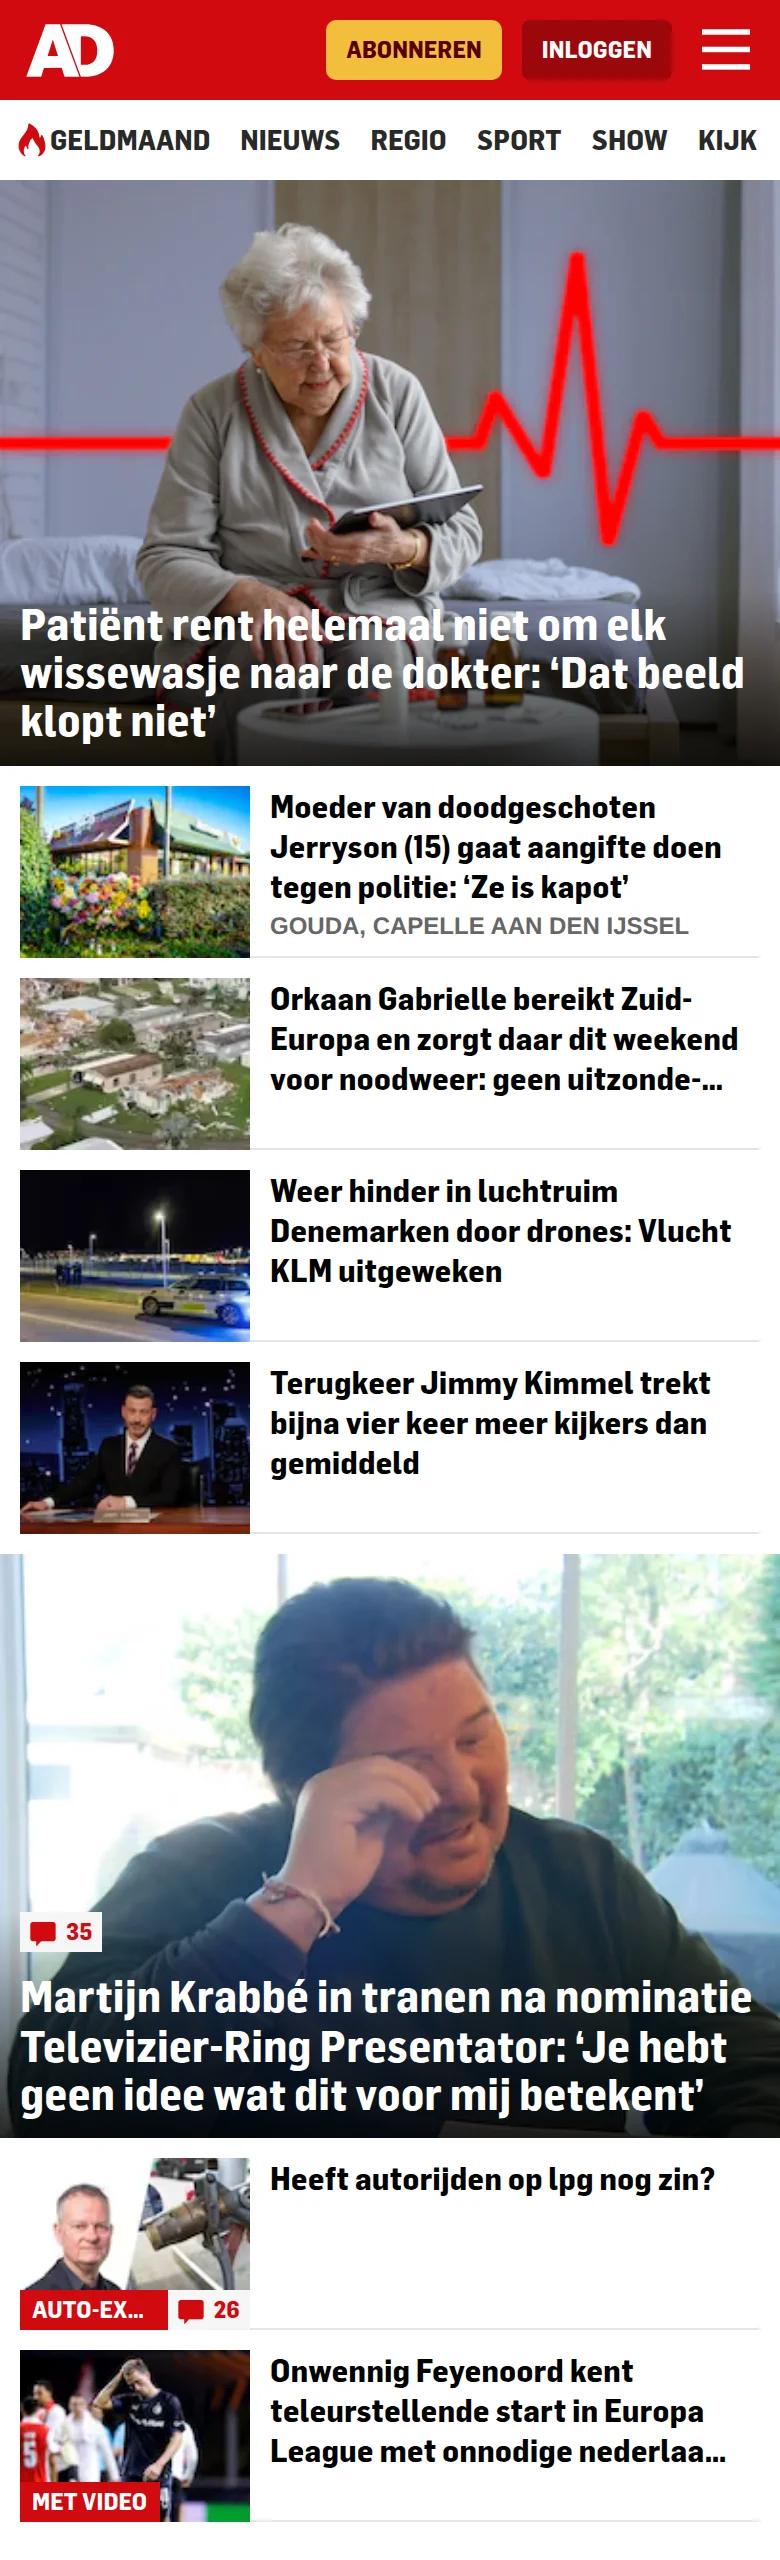 AD
ABONNEREN
INLOGGEN
GELDMAAND NIEUWS REGIO SPORT SHOW KIJK
Patiënt rent helemaal niet om elk
wissewasje naar de dokter: ‘Dat beeld
klopt niet’
Moeder van doodgeschoten
Jerryson (15) gaat aangifte doen
tegen politie: ‘Ze is kapot’
GOUDA, CAPELLE AAN DEN IJSSEL
Orkaan Gabrielle bereikt Zuid-
Europa en zorgt daar dit weekend
voor noodweer: geen uitzonde-...
Weer hinder in luchtruim
Denemarken door drones: Vlucht
KLM uitgeweken
Terugkeer Jimmy Kimmel trekt
bijna vier keer meer kijkers dan
gemiddeld
35
Martijn Krabbé in tranen na nominatie
Televizier-Ring Presentator: ‘Je hebt
geen idee wat dit voor mij betekent’
Heeft autorijden op lpg nog zin?
AUTO-EX...
26
Onwennig Feyenoord kent
teleurstellende start in Europa
League met onnodige nederlaa...
5
MET VIDEO